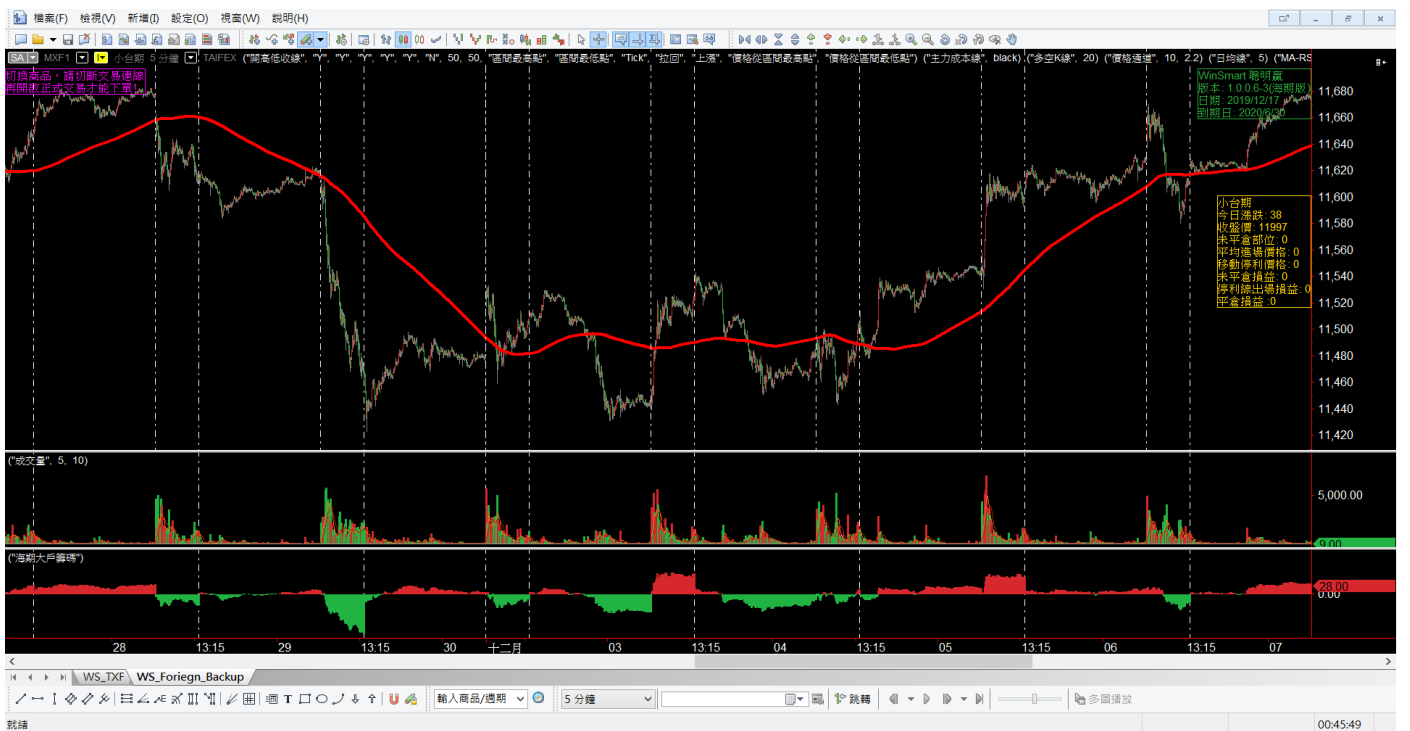 檔案(F) 檢視(V) 新增(I) 設定(O) 視窗(W) 說明(H)
SA MXF1 小台期 5 分鐘 TAIFEX ("開高低收線", "Y", "Y", "Y", "Y", "Y", "N", 50, 50, "區間最高點", "區間最低點", "Tick", "拉回", "上漲", "價格從區間最高點", "價格從區間最低點") ("主力成本線", black) ("多空K線", 20) ("價格通道", 10, 2.2) ("日均線", 5) ("MA-RS
切換商品，請切斷交易連線
再開啟正式交易才能下單!
WinSmart 聰明贏
版本: 1.0.0.6-3(海期版)
日期: 2019/12/17
到期日: 2020/6/30
11,680
11,660
11,640
11,620
11,600
11,580
11,560
11,540
11,520
11,500
11,480
11,460
11,440
11,420
小台期
今日漲跌: 38
收盤價: 11997
未平倉部位: 0
平均進場價格: 0
移動停利價格: 0
未平倉損益: 0
停利線出場損益: 0
平倉損益 :0
("成交量", 5, 10)
5,000.00
9.00
("海期大戶籌碼")
28.00
0.00
28 13:15 29 13:15 30 十二月 03 13:15 04 13:15 05 13:15 06 13:15 07
WS_TXF WS_Foriegn_Backup
T 輸入商品/週期 5 分鐘 跳轉 多圖播放
就緒 00:45:49